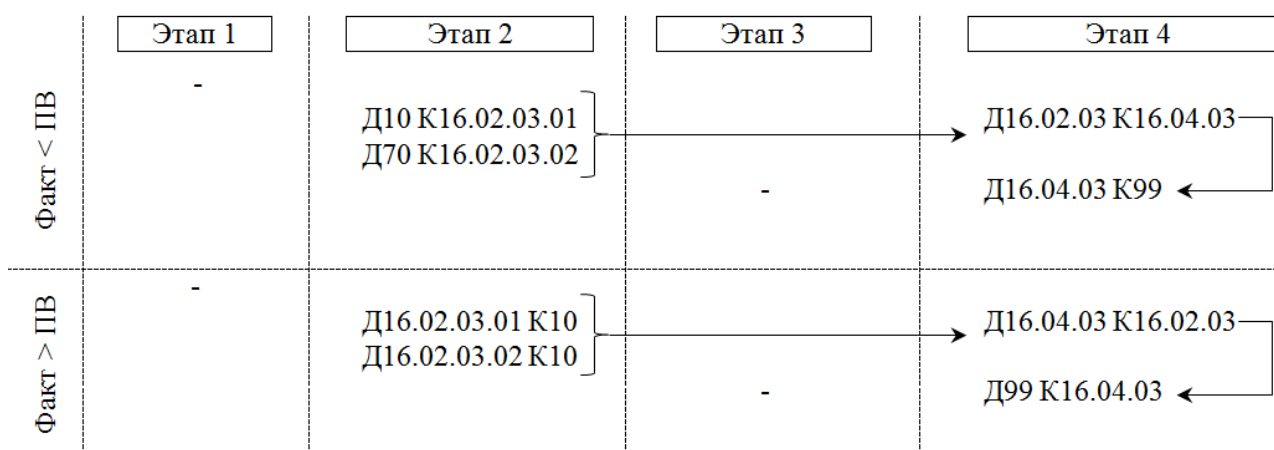 Этап 1
Этап 2
Этап 3
Этап 4
Факт < ПВ
-
Д10 К16.02.03.01
Д70 К16.02.03.02
-
Д16.02.03 К16.04.03
Д16.04.03 К99
Факт > ПВ
-
Д16.02.03.01 К10
Д16.02.03.02 К10
-
Д16.04.03 К16.02.03
Д99 К16.04.03